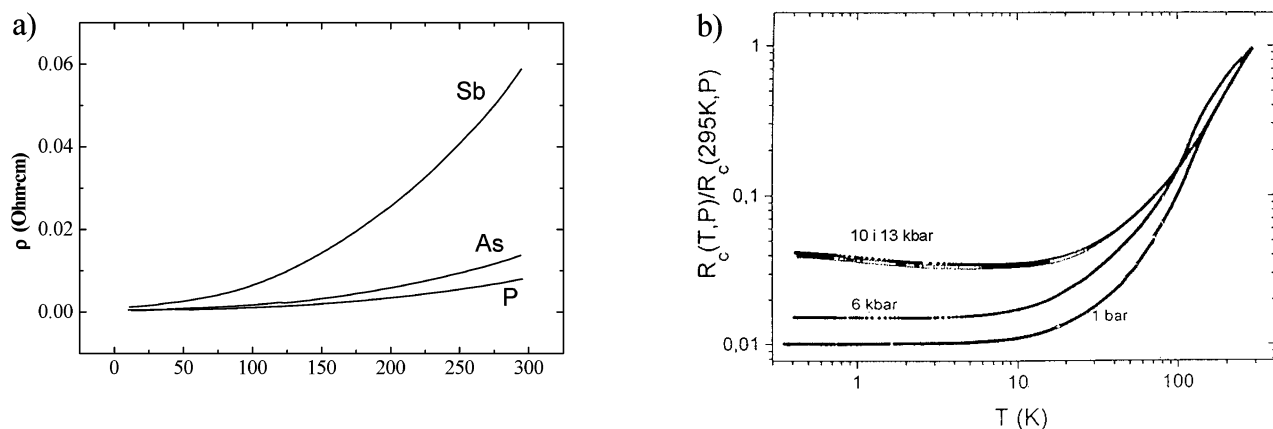 a)
ρ (Ohm·cm)
0.06
0.04
0.02
0.00
Sb
As
P
0 50 100 150 200 250 300
b)
R_c(T,P)/R_c(295K,P)
1
0,1
0,01
10 i 13 kbar
6 kbar
1 bar
1 10 100
T (K)